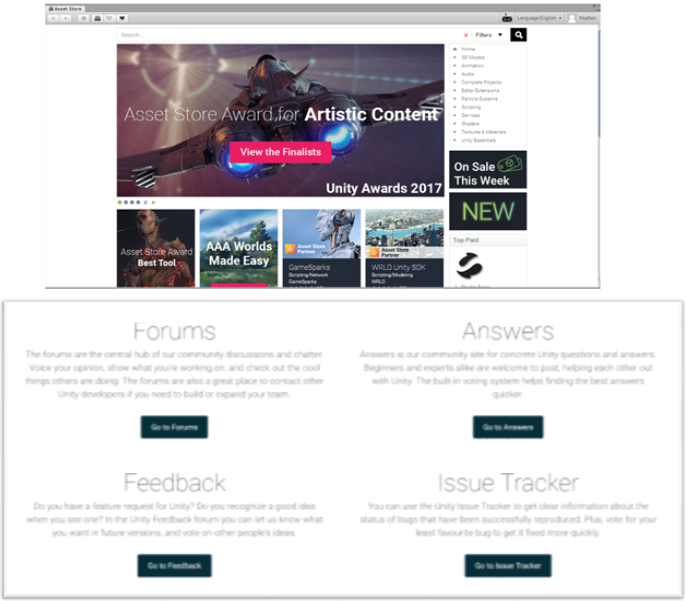 Asset Store
Language:English
Search...
Filters
Asset Store Award for Artistic Content
View the Finalists
Unity Awards 2017
Home
3D Models
Animation
Audio
Complete Projects
Editor Extensions
Particle Systems
Scripting
Services
Shaders
Textures & Materials
Unity Essentials
On Sale
This Week
NEW
Top Paid
Asset Store Award
Best Tool
AAA Worlds
Made Easy
Asset Store
Partner
GameSparks
Scripting/Network
GameSparks
Asset Store
Partner
WRLD Unity SDK
Scripting/Modeling
WRLD
Forums
The forums are the central hub of our community discussions and chatter.
Voice your opinion, show what you're working on, and check out the cool
things others are doing. The forums are also a great place to contact other
Unity developers if you need to build or expand your team.
Go to Forums
Answers
Answers is our community site for concrete Unity questions and answers.
Beginners and experts alike are welcome to post, helping each other out
with Unity. The built-in voting system helps finding the best answers
quicker.
Go to Answers
Feedback
Do you have a feature request for Unity? Do you recognize a good idea
when you see one? In the Unity Feedback forum you can let us know what
you want in future versions, and vote on other people's ideas.
Go to Feedback
Issue Tracker
You can use the Unity Issue Tracker to get clear information about the
status of bugs that have been successfully reproduced. Plus, vote for your
least favourite bug to get it fixed more quickly.
Go to Issue Tracker